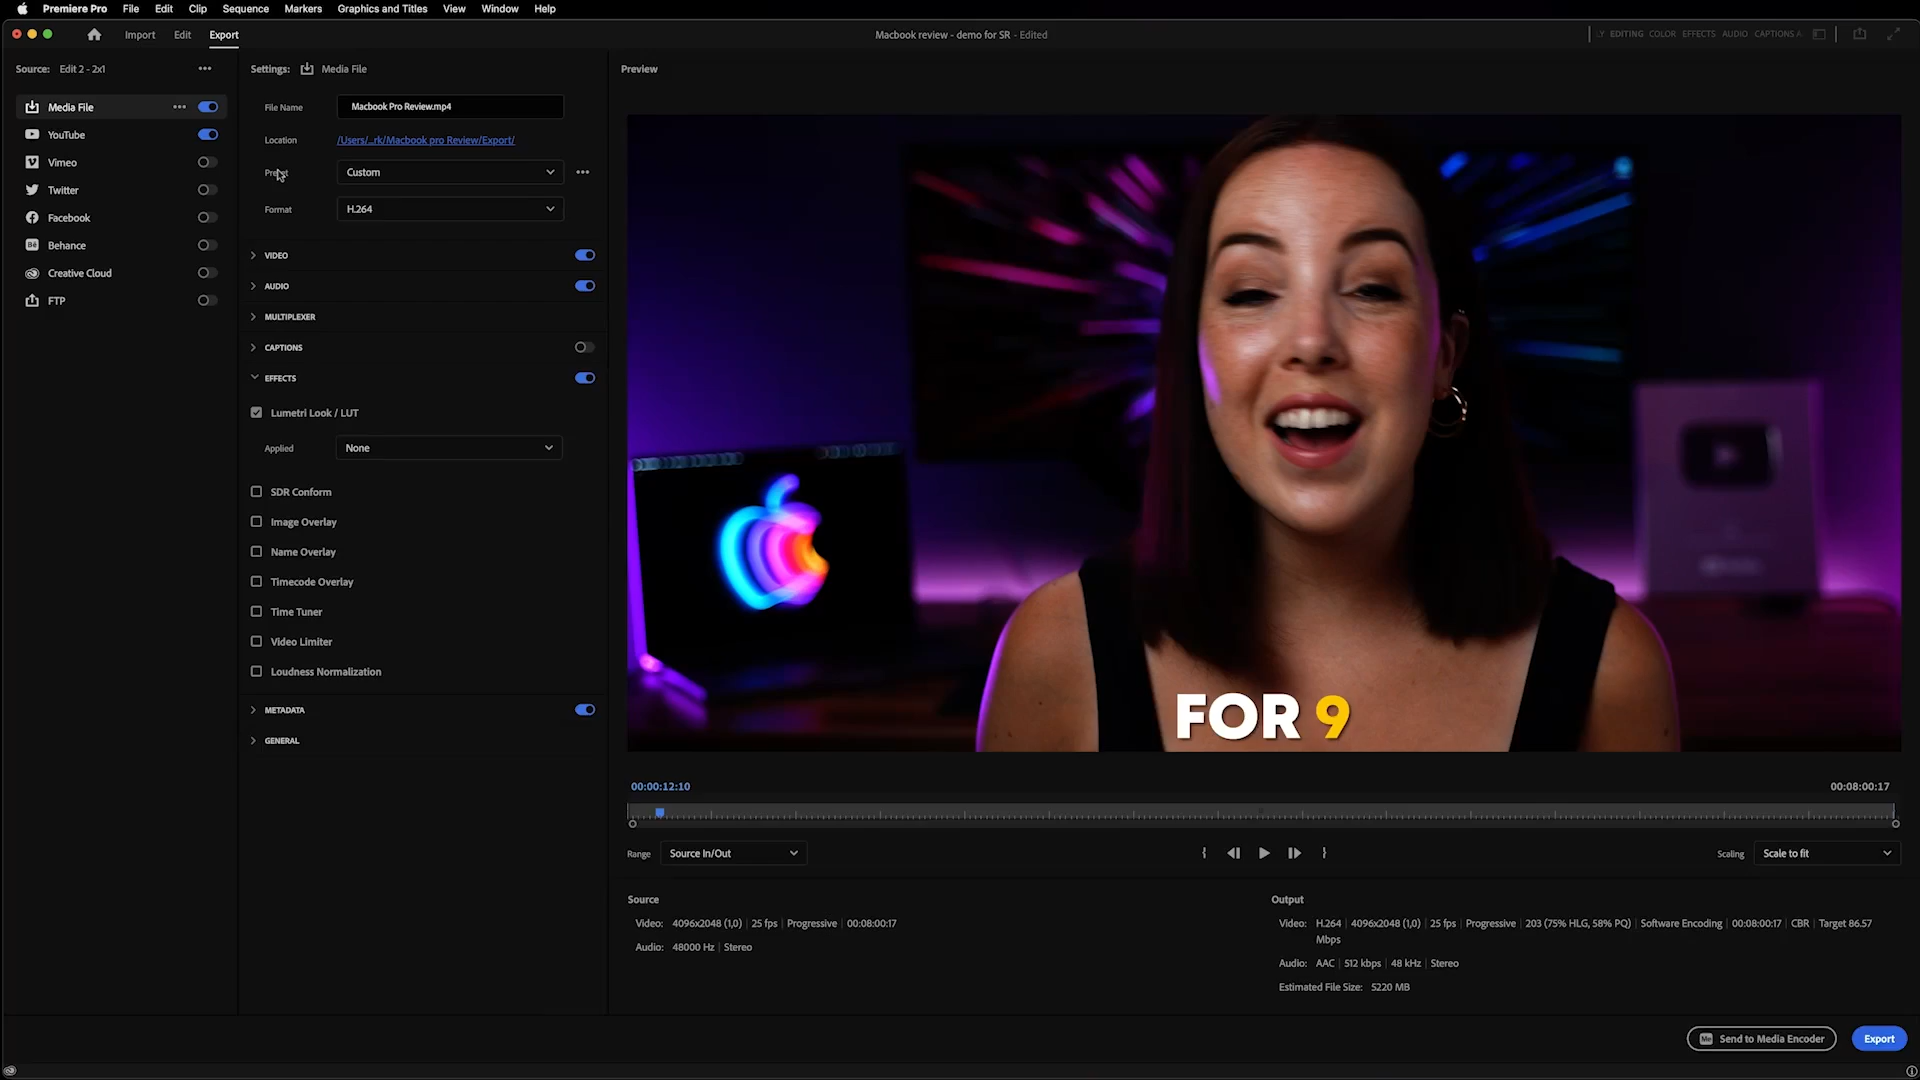 Premiere Pro File Edit Clip Sequence Markers Graphics and Titles View Window Help
Import Edit Export
Macbook review - demo for SR - Edited
EDITING COLOR EFFECTS AUDIO CAPTIONS A
Source: Edit 2 - 2x1
Media File
YouTube
Vimeo
Twitter
Facebook
Behance
Creative Cloud
FTP
Settings: Media File
File Name Macbook Pro Review.mp4
Location /Users/...rk/Macbook pro Review/Export/
Preset Custom
Format H.264
VIDEO
AUDIO
MULTIPLEXER
CAPTIONS
EFFECTS
Lumetri Look / LUT
Applied None
SDR Conform
Image Overlay
Name Overlay
Timecode Overlay
Time Tuner
Video Limiter
Loudness Normalization
METADATA
GENERAL
Preview
FOR 9
00:00:12:10 00:08:00:17
Range Source In/Out
Scaling Scale to fit
Source
Video: 4096x2048 (1,0) | 25 fps | Progressive | 00:08:00:17
Audio: 48000 Hz | Stereo
Output
Video: H.264 | 4096x2048 (1,0) | 25 fps | Progressive | 203 (75% HLG, 58% PQ) | Software Encoding | 00:08:00:17 | CBR | Target 86.57
Mbps
Audio: AAC | 512 kbps | 48 kHz | Stereo
Estimated File Size: 5220 MB
Me Send to Media Encoder
Export